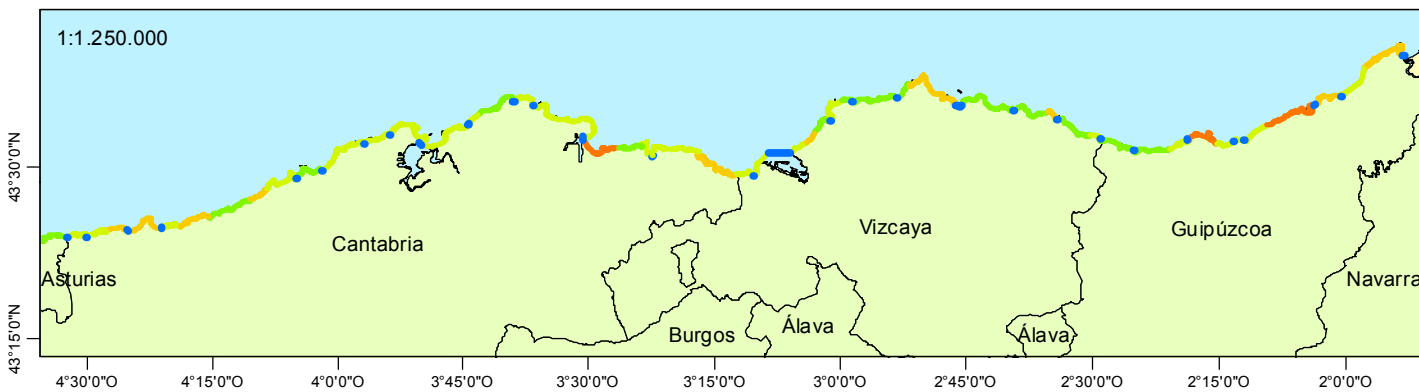 1:1.250.000
43°30'0"N
43°15'0"N
Asturias
Cantabria
Vizcaya
Guipúzcoa
Navarra
Burgos
Álava
Álava
4°30'0"O
4°15'0"O
4°0'0"O
3°45'0"O
3°30'0"O
3°15'0"O
3°0'0"O
2°45'0"O
2°30'0"O
2°15'0"O
2°0'0"O